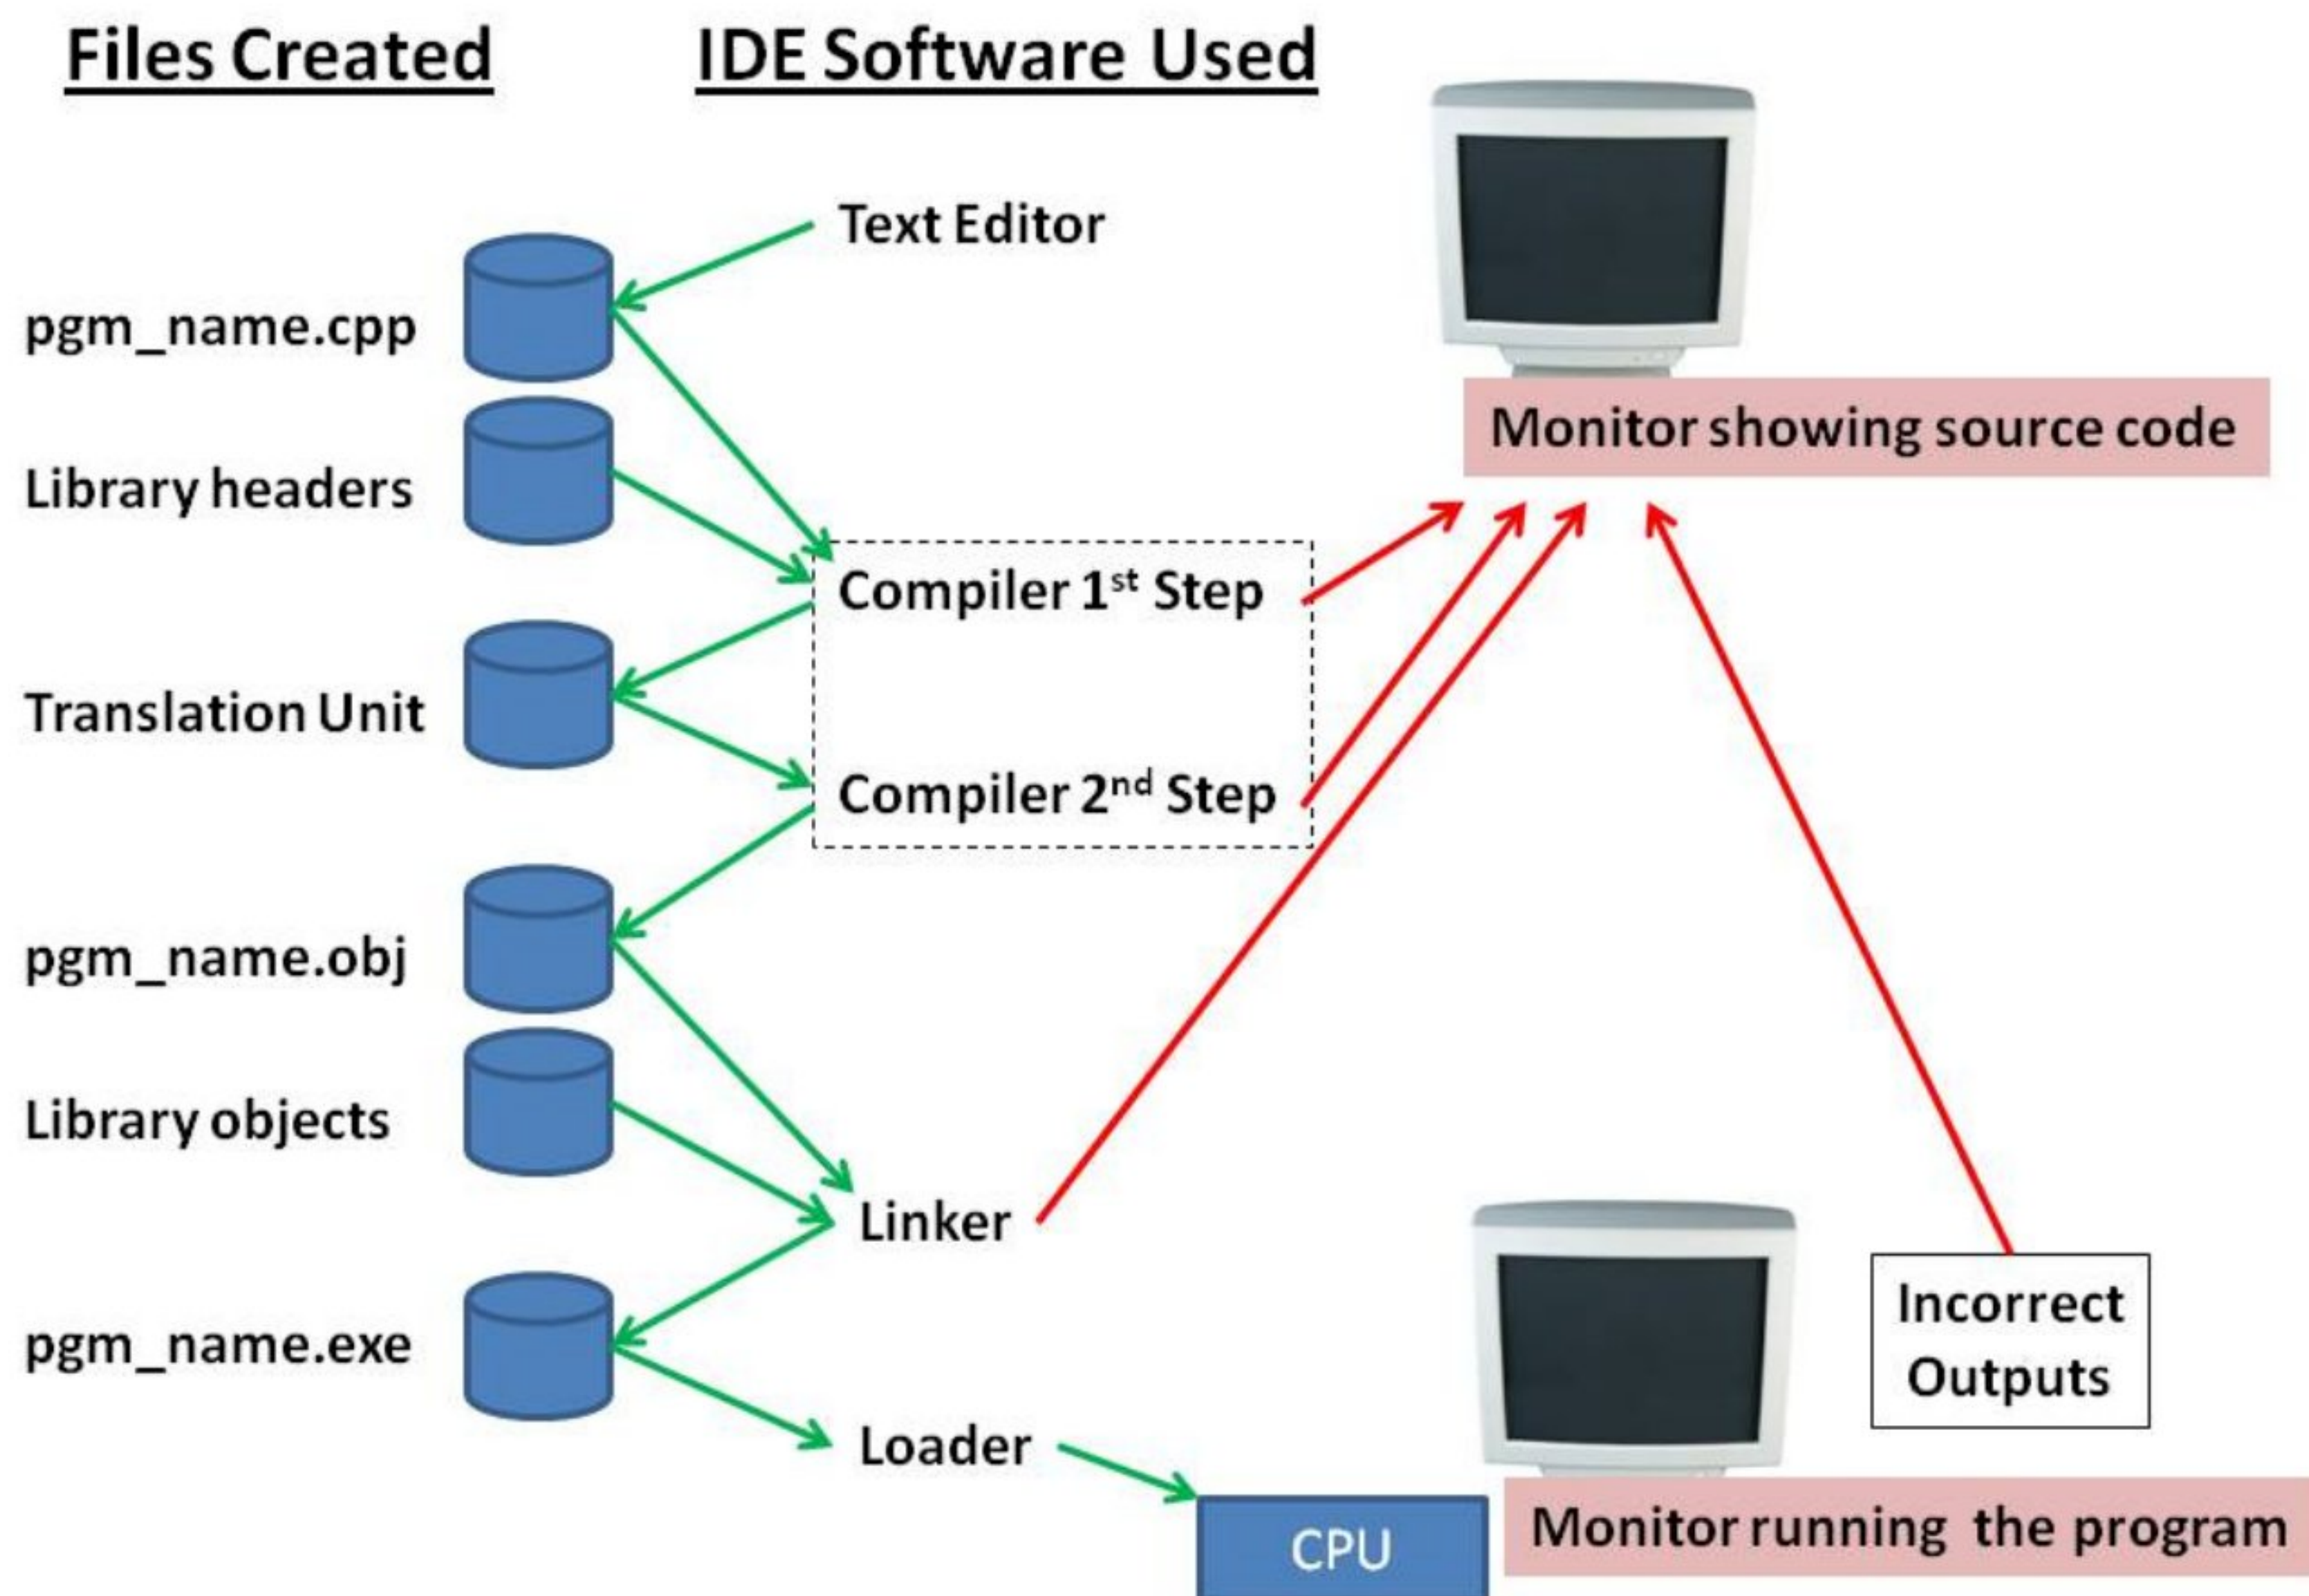 Files Created
IDE Software Used
Text Editor
pgm_name.cpp
Monitor showing source code
Library headers
Compiler 1st Step
Translation Unit
Compiler 2nd Step
pgm_name.obj
Library objects
Linker
Incorrect
Outputs
pgm_name.exe
Loader
Monitor running the program
CPU